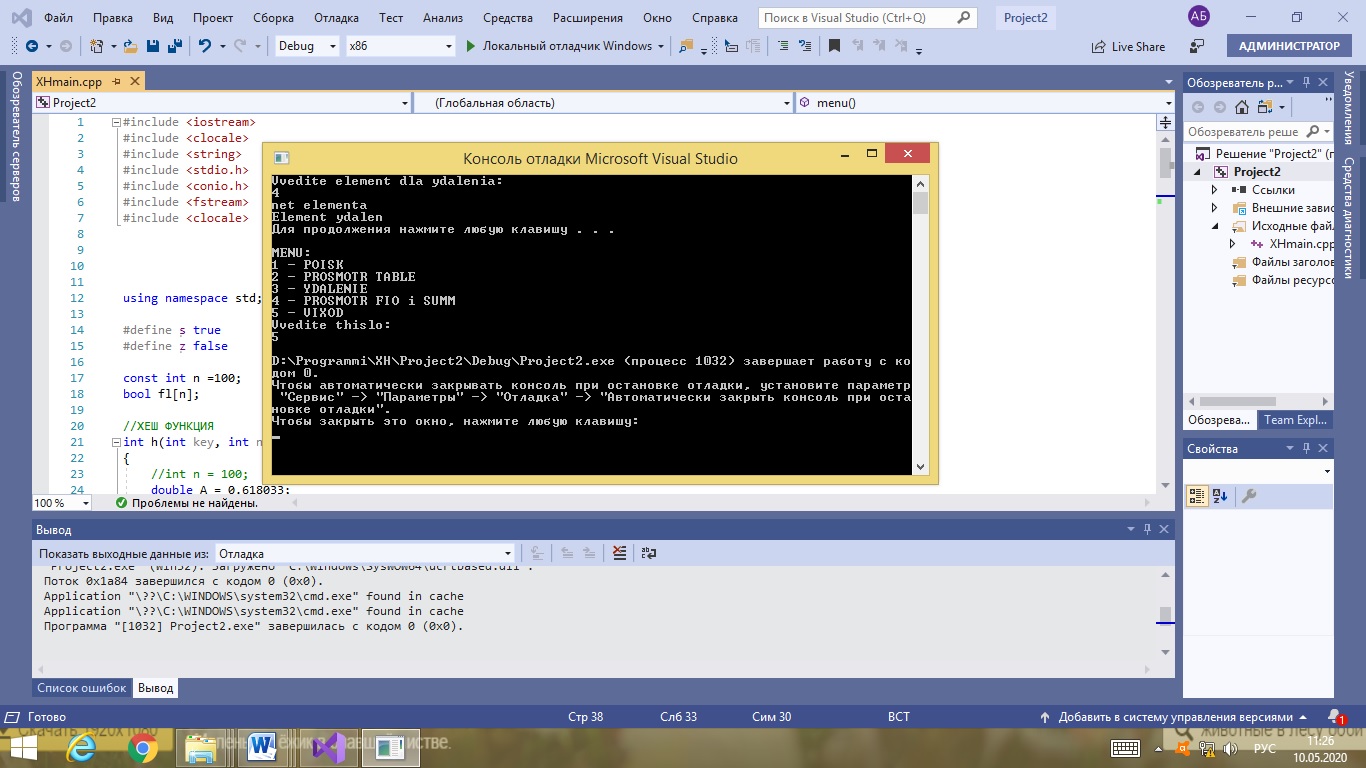 Файл Правка Вид Проект Сборка Отладка Тест Анализ Средства Расширения Окно Справка Поиск в Visual Studio (Ctrl+Q) Project2 АБ
Debug x86 Локальный отладчик Windows Live Share АДМИНИСТРАТОР
Обозреватель серверов
XHmain.cpp
Project2 (Глобальная область) menu()
1 #include <iostream>
2 #include <clocale>
3 #include <string>
4 #include <stdio.h>
5 #include <conio.h>
6 #include <fstream>
7 #include <clocale>
8
9
10
11
12 using namespace std;
13
14 #define s true
15 #define z false
16
17 const int n =100;
18 bool fl[n];
19
20 //ХЕШ ФУНКЦИЯ
21 int h(int key, int n
22 {
23 //int n = 100;
24 double A = 0.618033;
100 % Проблемы не найдены.
Консоль отладки Microsoft Visual Studio
Vvedite element dla ydalenia:
4
net elementa
Element ydalen
Для продолжения нажмите любую клавишу . . .
MENU:
1 - POISK
2 - PROSMOTR TABLE
3 - YDALENIE
4 - PROSMOTR FIO i SUMM
5 - VIXOD
Vvedite thislo:
5
D:\Programmi\XH\Project2\Debug\Project2.exe (процесс 1032) завершает работу с ко
дом 0.
Чтобы автоматически закрывать консоль при остановке отладки, установите параметр
"Сервис" -> "Параметры" -> "Отладка" -> "Автоматически закрыть консоль при оста
новке отладки".
Чтобы закрыть это окно, нажмите любую клавишу:
Обозреватель р...
Обозреватель реше
Решение "Project2" (п
Project2
Ссылки
Внешние завис
Исходные фай
XHmain.cpp
Файлы заголов
Файлы ресурсо
Обозрева... Team Expl...
Свойства
Уведомления
Средства диагностики
Вывод
Показать выходные данные из: Отладка
"Project2.exe" (Win32). Загружено "C:\Windows\SysWOW64\ucrtbased.dll".
Поток 0x1a84 завершился с кодом 0 (0x0).
Application "\??\C:\WINDOWS\system32\cmd.exe" found in cache
Application "\??\C:\WINDOWS\system32\cmd.exe" found in cache
Программа "[1032] Project2.exe" завершилась с кодом 0 (0x0).
Список ошибок Вывод
Готово Стр 38 Слб 33 Сим 30 ВСТ Добавить в систему управления версиями 1
Скачать 1920x1080
животные в лесу
РУС
11:26
10.05.2020